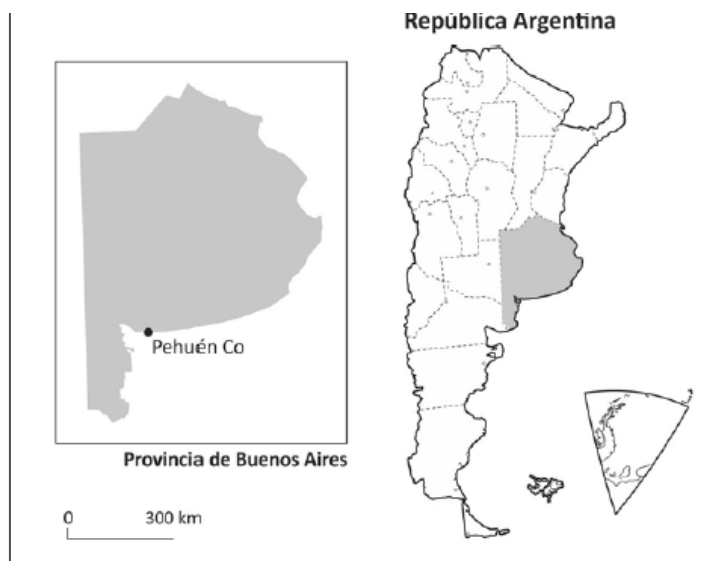 República Argentina
Pehuén Co
Provincia de Buenos Aires
0 300 km